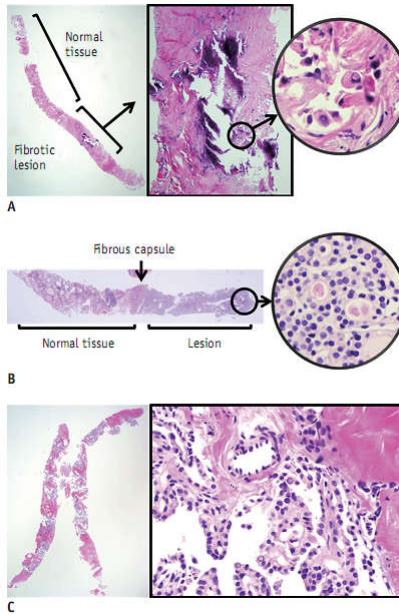 Normal
tissue
Fibrotic
lesion
A
Fibrous capsule
Normal tissue
Lesion
B
C